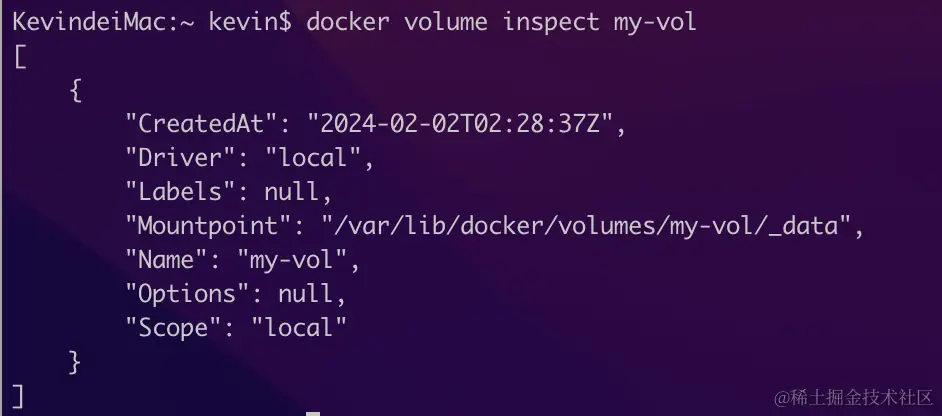 KevindeiMac:~ kevin$ docker volume inspect my-vol
[
    {
        "CreatedAt": "2024-02-02T02:28:37Z",
        "Driver": "local",
        "Labels": null,
        "Mountpoint": "/var/lib/docker/volumes/my-vol/_data",
        "Name": "my-vol",
        "Options": null,
        "Scope": "local"
    }
]
@稀土掘金技术社区